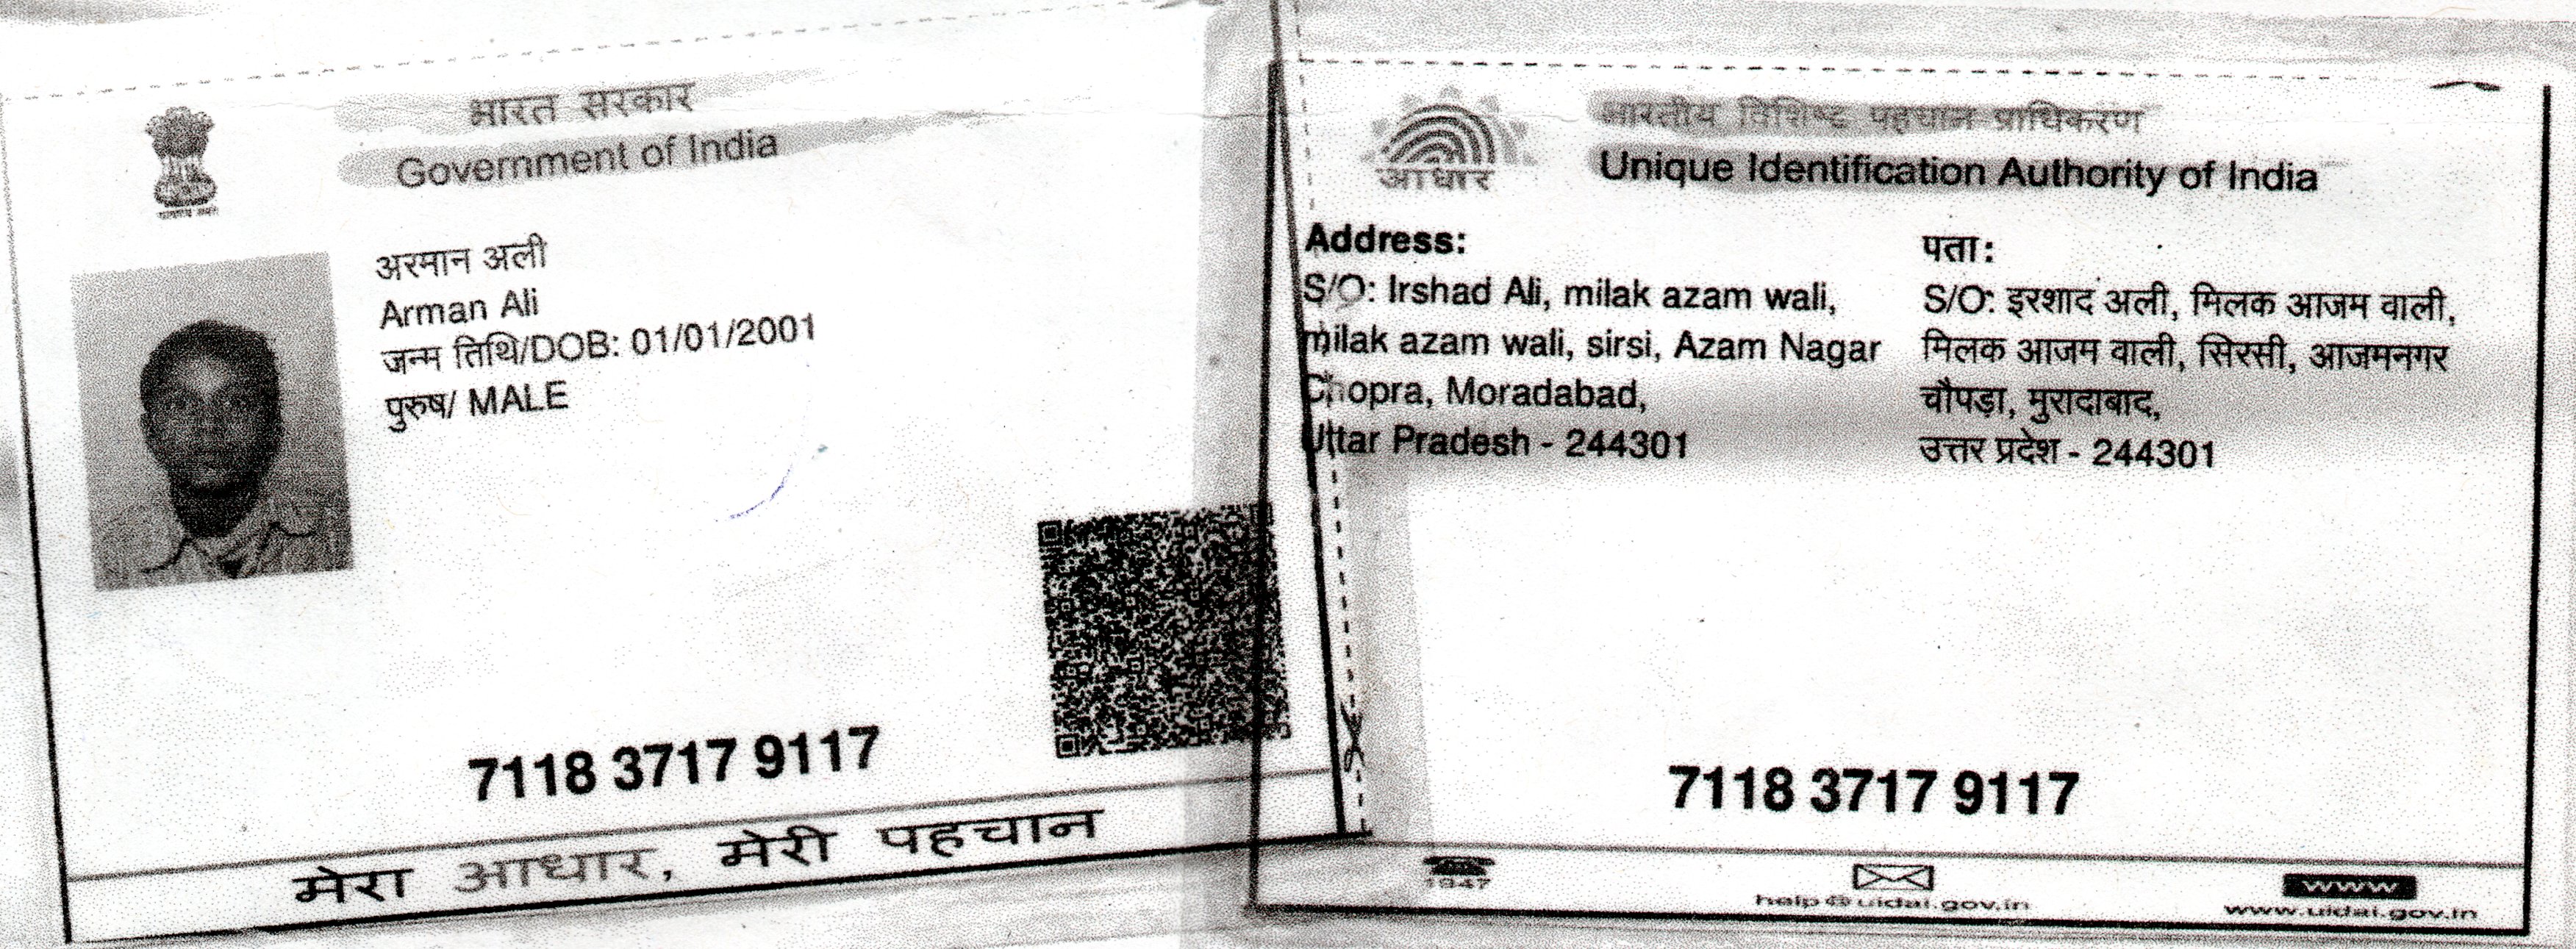 भारत सरकार
Government of India
अरमान अली
Arman Ali
जन्म तिथि/DOB: 01/01/2001
पुरुष/ MALE
7118 3717 9117
मेरा आधार, मेरी पहचान
भारतीय विशिष्ट पहचान प्राधिकरण
Unique Identification Authority of India
आधार
Address:
S/O: Irshad Ali, milak azam wali,
milak azam wali, sirsi, Azam Nagar
Chopra, Moradabad,
Uttar Pradesh - 244301
पता:
S/O: इरशाद अली, मिलक आजम वाली,
मिलक आजम वाली, सिरसी, आजमनगर
चौपड़ा, मुरादाबाद,
उत्तर प्रदेश - 244301
7118 3717 9117
1947
help@uidai.gov.in
www
www.uidai.gov.in